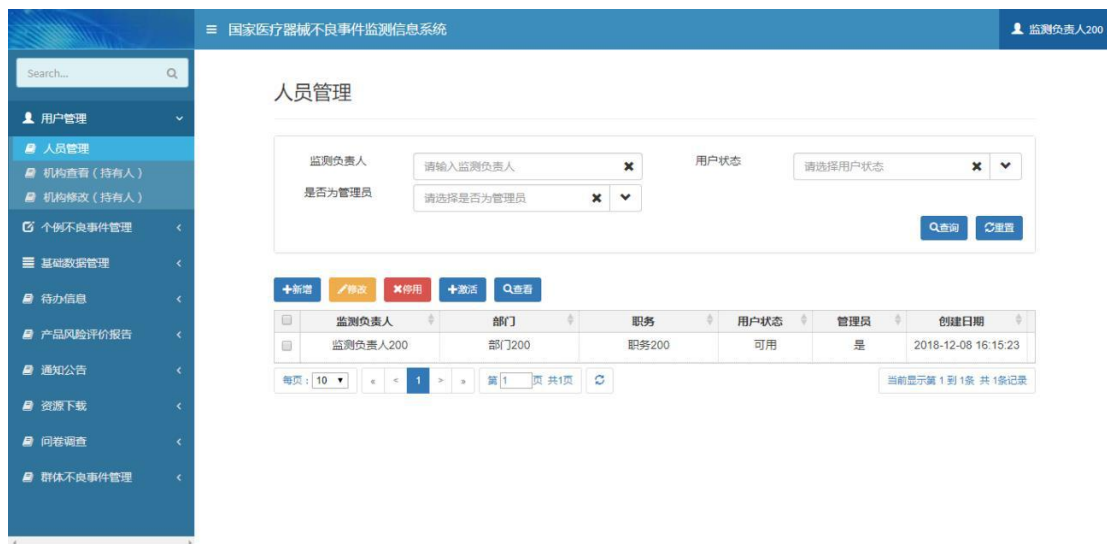 国家医疗器械不良事件监测信息系统
监测负责人200
Search...
用户管理
人员管理
机构查看（持有人）
机构修改（持有人）
个例不良事件管理
基础数据管理
待办信息
产品风险评价报告
通知公告
资源下载
问卷调查
群体不良事件管理
人员管理
监测负责人 请输入监测负责人 用户状态 请选择用户状态
是否为管理员 请选择是否为管理员
查询 重置
新增 修改 停用 激活 查看
监测负责人 部门 职务 用户状态 管理员 创建日期
监测负责人200 部门200 职务200 可用 是 2018-12-08 16:15:23
每页：10 « < 1 > » 第 1 页 共1页 当前显示第 1 到 1条 共 1条记录